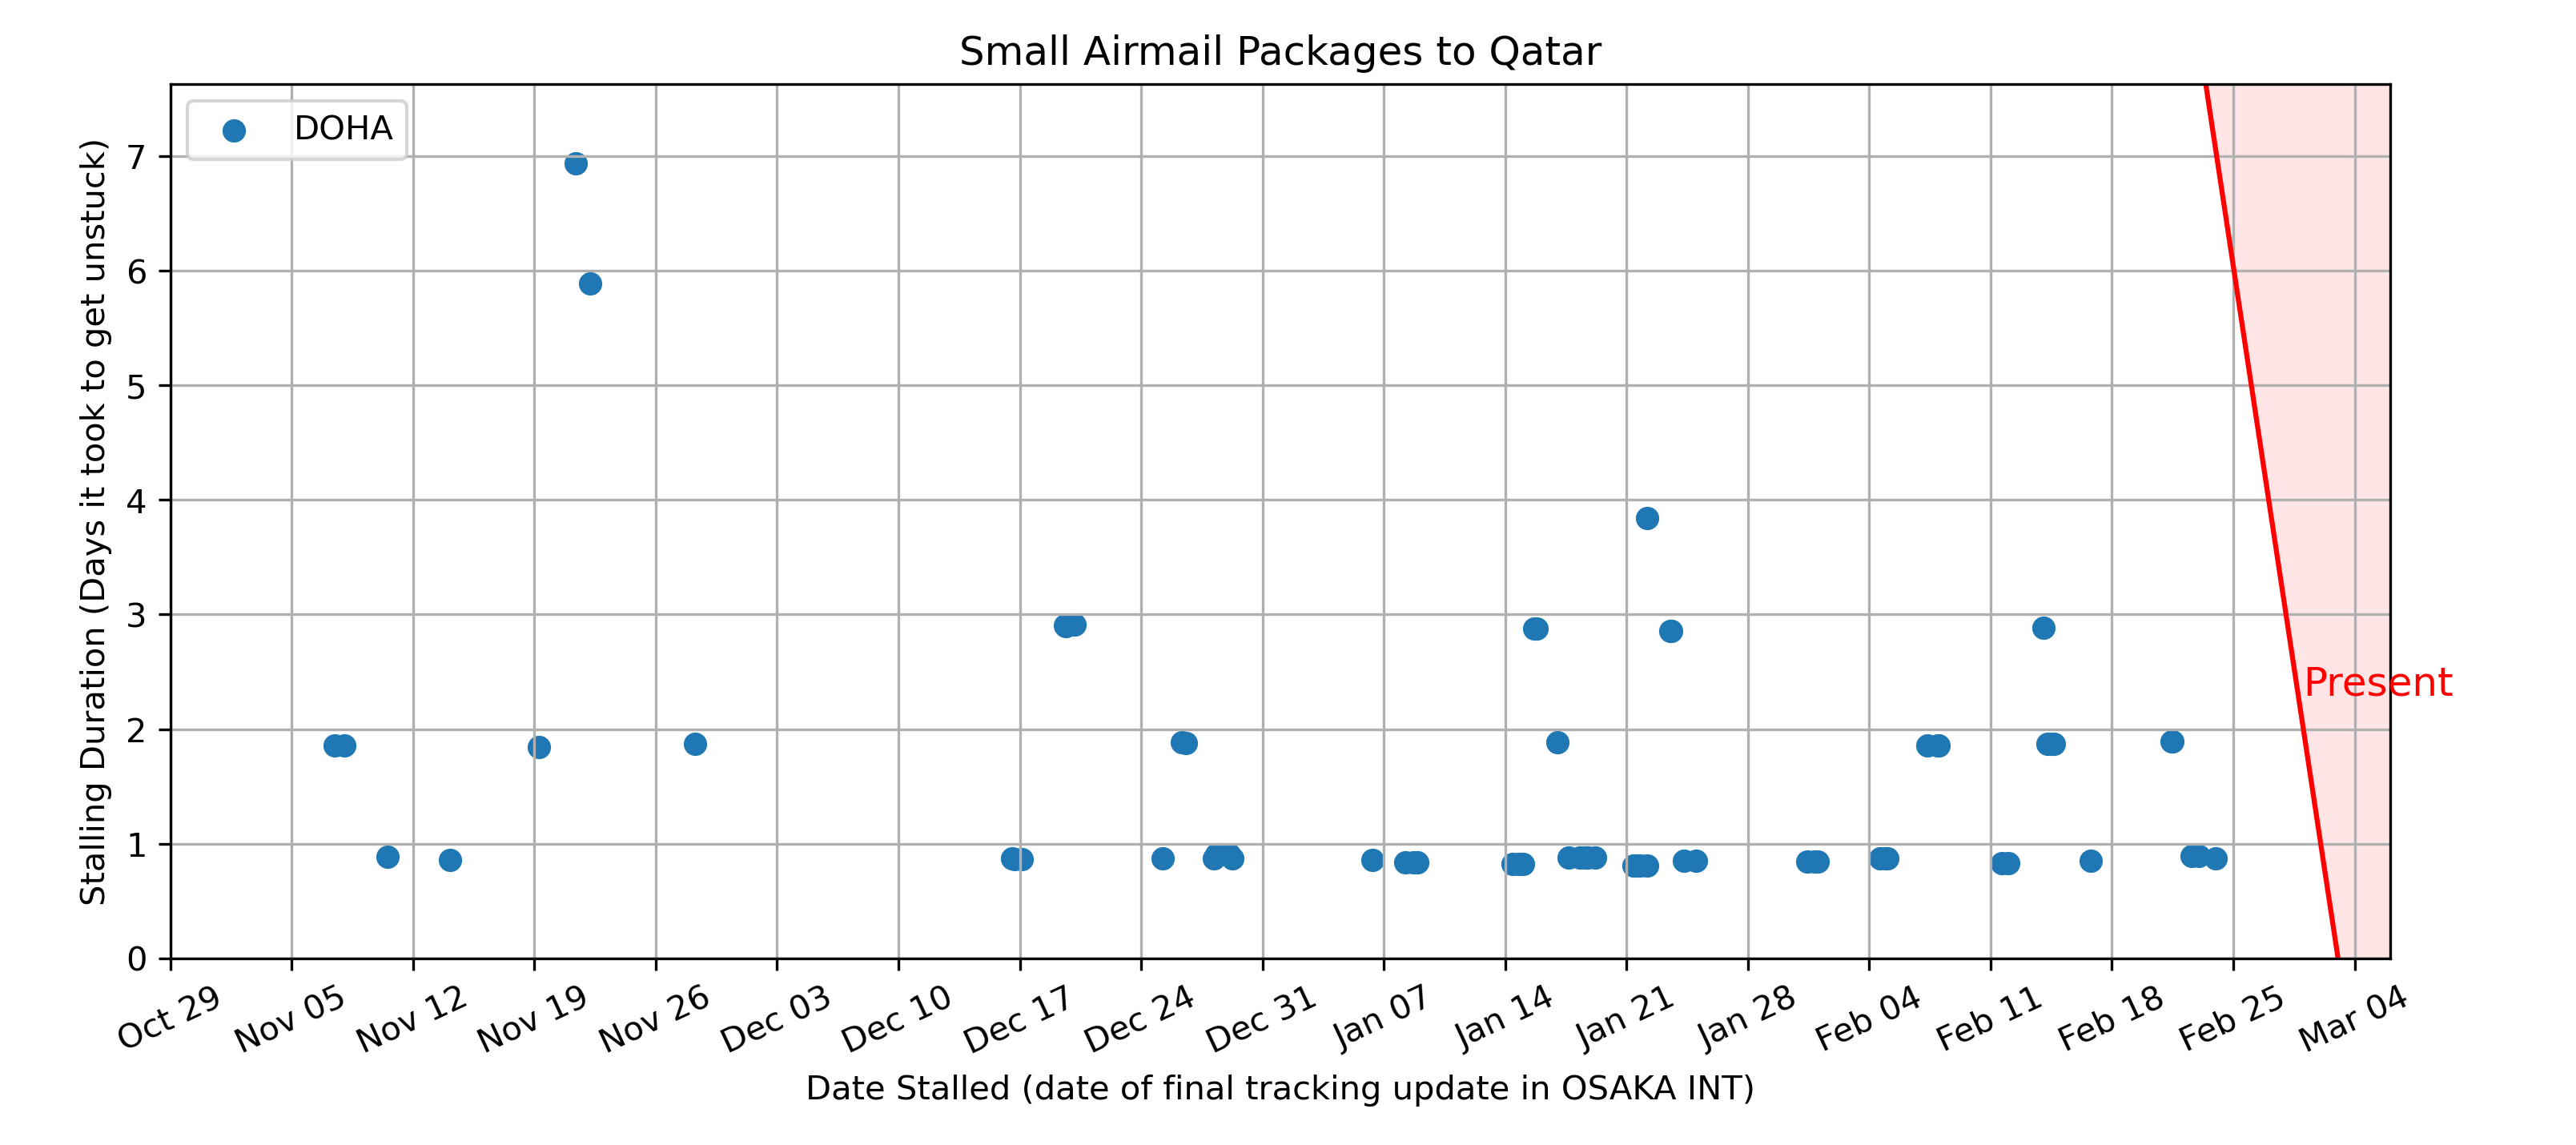 Small Airmail Packages to Qatar
DOHA
Stalling Duration (Days it took to get unstuck)
7
6
5
4
3
2
1
0
Present
Oct 29
Nov 05
Nov 12
Nov 19
Nov 26
Dec 03
Dec 10
Dec 17
Dec 24
Dec 31
Jan 07
Jan 14
Jan 21
Jan 28
Feb 04
Feb 11
Feb 18
Feb 25
Mar 04
Date Stalled (date of final tracking update in OSAKA INT)